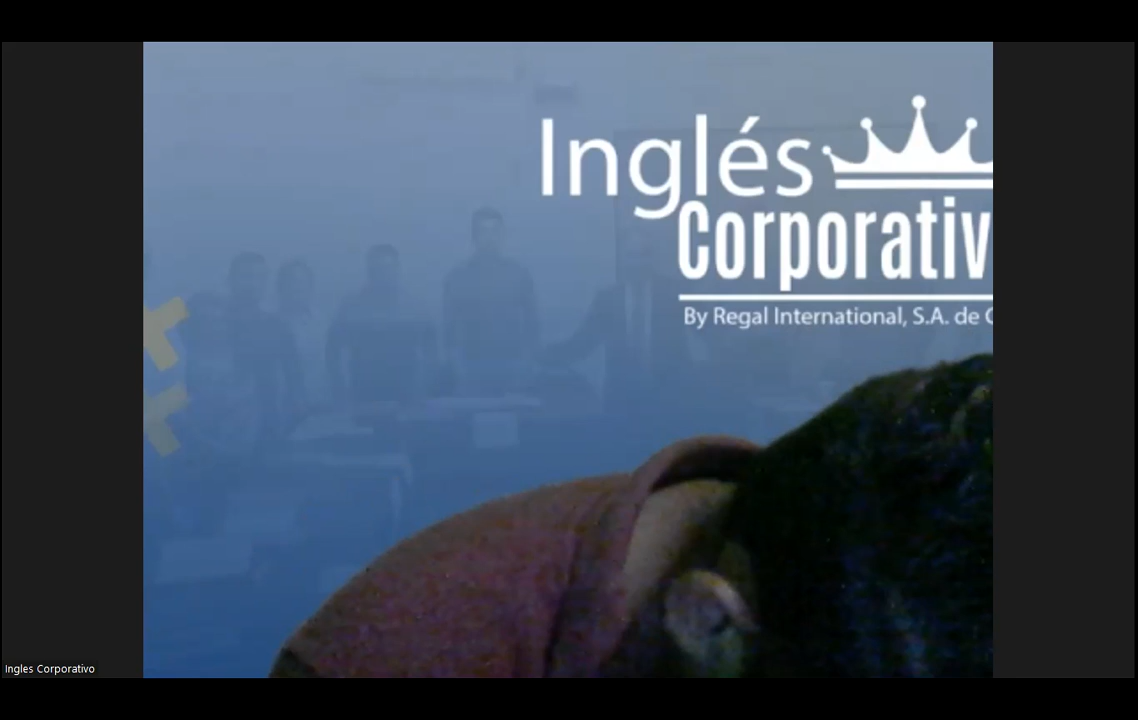 Inglés
Corporativ
By Regal International, S.A. de C
Ingles Corporativo